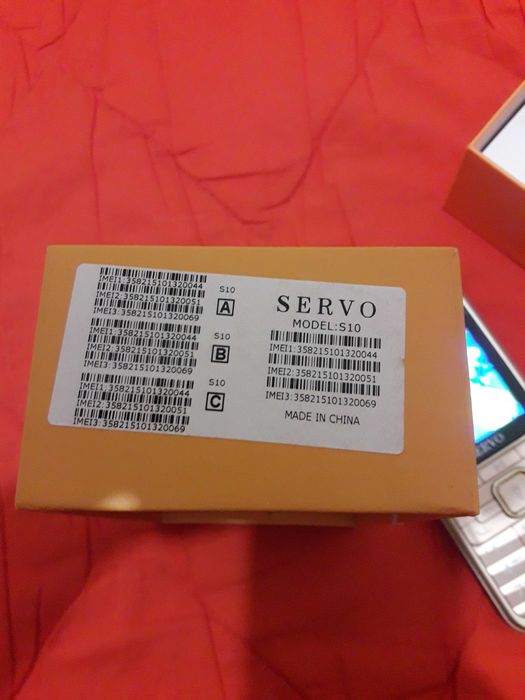 IMEI1:358215101320044
IMEI2:358215101320051
IMEI3:358215101320069
S10
A
IMEI1:358215101320044
IMEI2:358215101320051
IMEI3:358215101320069
S10
B
IMEI1:358215101320044
IMEI2:358215101320051
IMEI3:358215101320069
S10
C
SERVO
MODEL:S10
IMEI1:358215101320044
IMEI2:358215101320051
IMEI3:358215101320069
MADE IN CHINA
SERVO